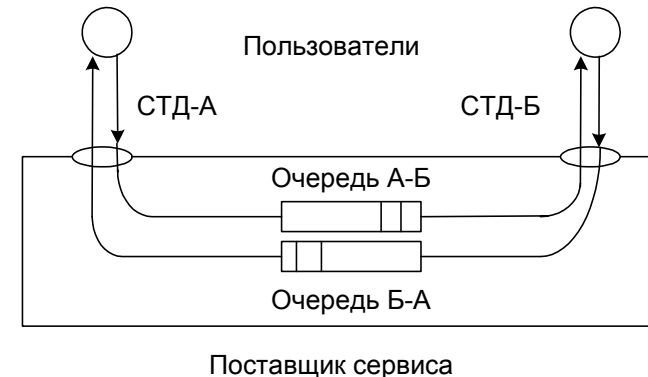 Пользователи
СТД-А
СТД-Б
Очередь А-Б
Очередь Б-А
Поставщик сервиса